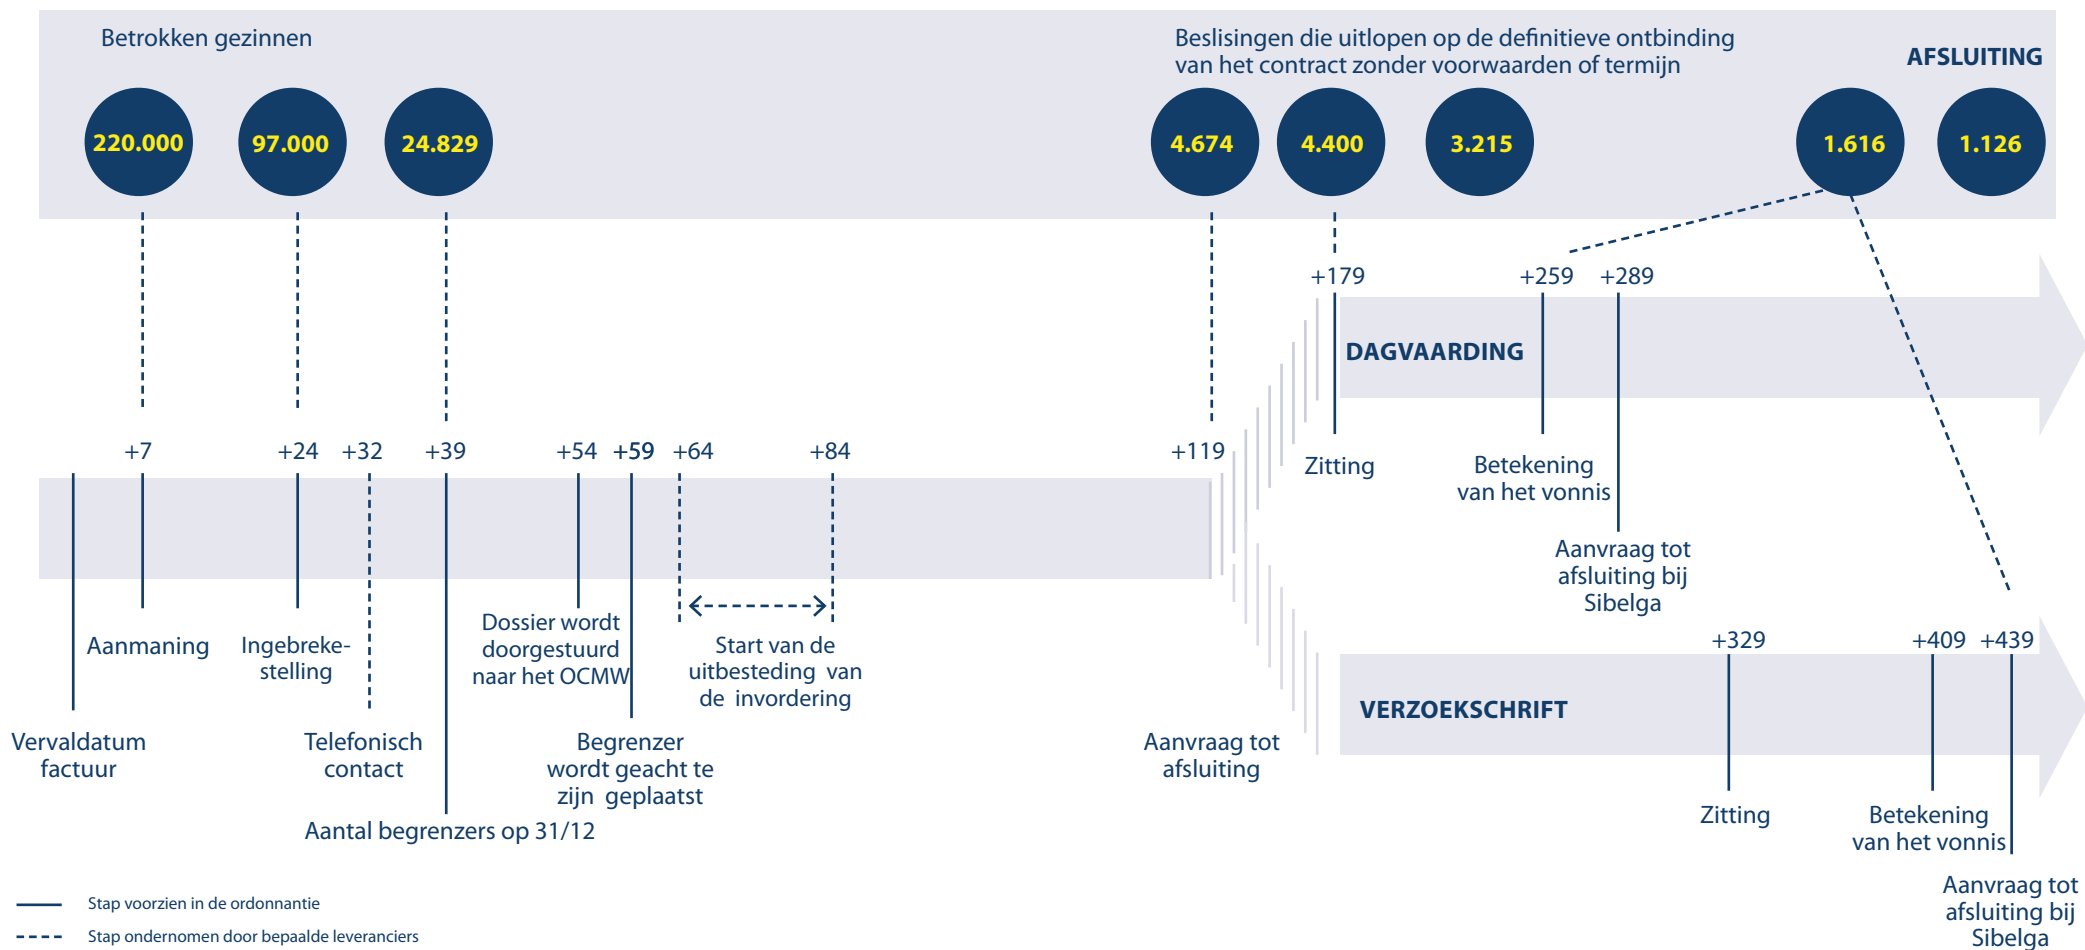 Betrokken gezinnen
Beslisingen die uitlopen op de definitieve ontbinding
van het contract zonder voorwaarden of termijn
AFSLUITING
220.000
97.000
24.829
4.674
4.400
3.215
1.616
1.126
+179
+259
+289
DAGVAARDING
Zitting
Betekening
van het vonnis
Aanvraag tot
afsluiting bij
Sibelga
+7
+24
+32
+39
+54
+59
+64
+84
+119
Vervaldatum
factuur
Aanmaning
Ingebreke-
stelling
Telefonisch
contact
Aantal begrenzers op 31/12
Dossier wordt
doorgestuurd
naar het OCMW
Begrenzer
wordt geacht te
zijn geplaatst
Start van de
uitbesteding van
de invordering
Aanvraag tot
afsluiting
+329
+409
+439
VERZOEKSCHRIFT
Zitting
Betekening
van het vonnis
Aanvraag tot
afsluiting bij
Sibelga
Stap voorzien in de ordonnantie
Stap ondernomen door bepaalde leveranciers